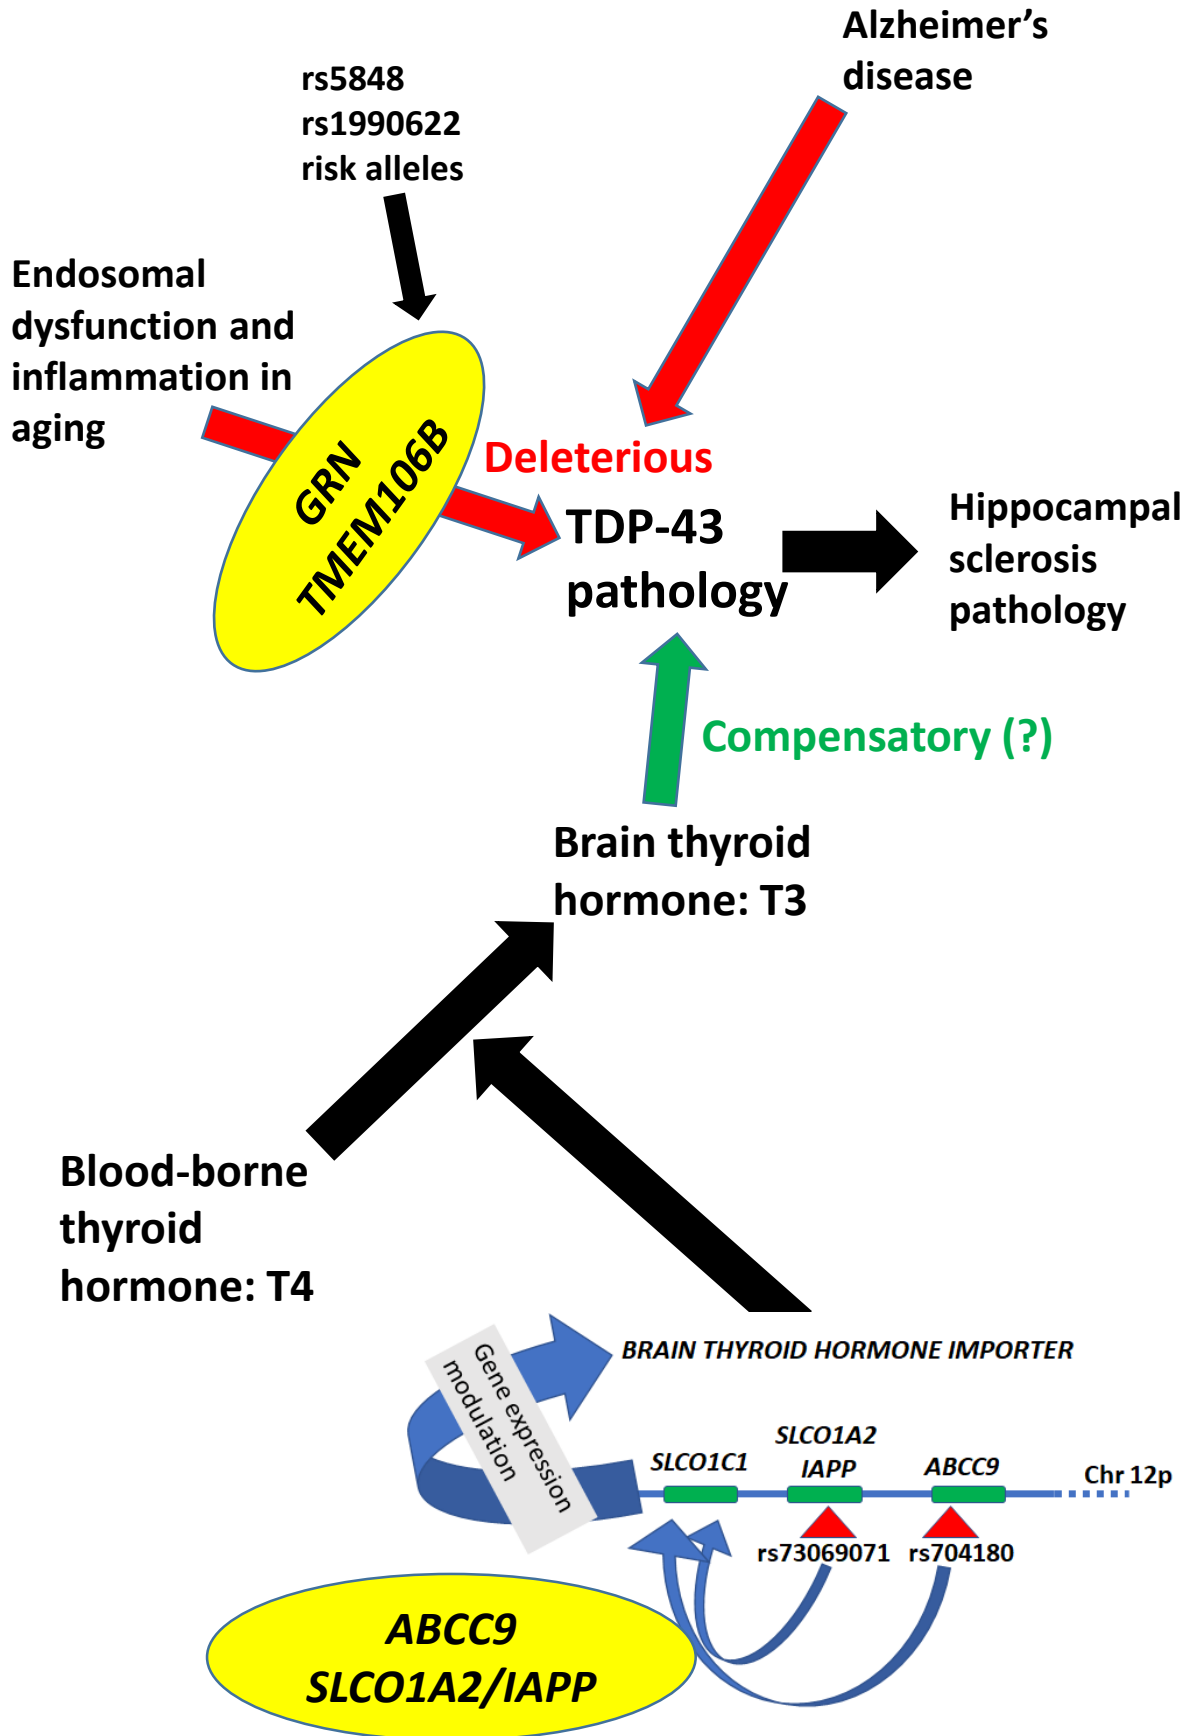 Alzheimer’s
disease
rs5848
rs1990622
risk alleles
Endosomal
dysfunction and
inflammation in
aging
GRN
TMEM106B
Deleterious
TDP-43
pathology
Hippocampal
sclerosis
pathology
Compensatory (?)
Brain thyroid
hormone: T3
Blood-borne
thyroid
hormone: T4
Gene expression
modulation
BRAIN THYROID HORMONE IMPORTER
SLCO1C1
SLCO1A2
IAPP
ABCC9
Chr 12p
rs73069071
rs704180
ABCC9
SLCO1A2/IAPP